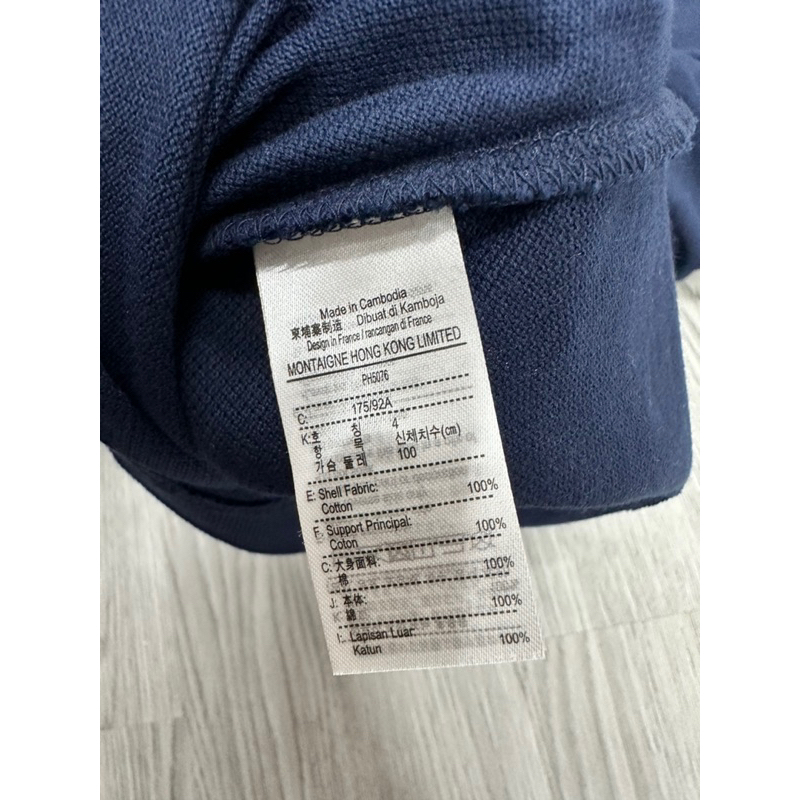 Made in Cambodia
柬埔寨制造 Dibuat di Kamboja
Design in France / rancangan di France
MONTAIGNE HONG KONG LIMITED
PH5076
C: 175/92A
K: 호 칭 4
항 목 신체치수(cm)
가슴 둘레 100
E: Shell Fabric:
Cotton 100%
F: Support Principal:
Coton 100%
C: 大身面料:
棉 100%
J: 本体:
綿 100%
I: Lapisan Luar:
Katun 100%